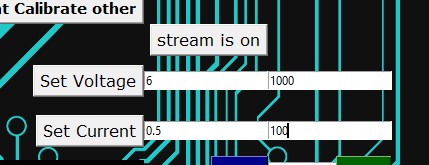 t Calibrate other
stream is on
Set Voltage 6 1000
Set Current 0.5 100